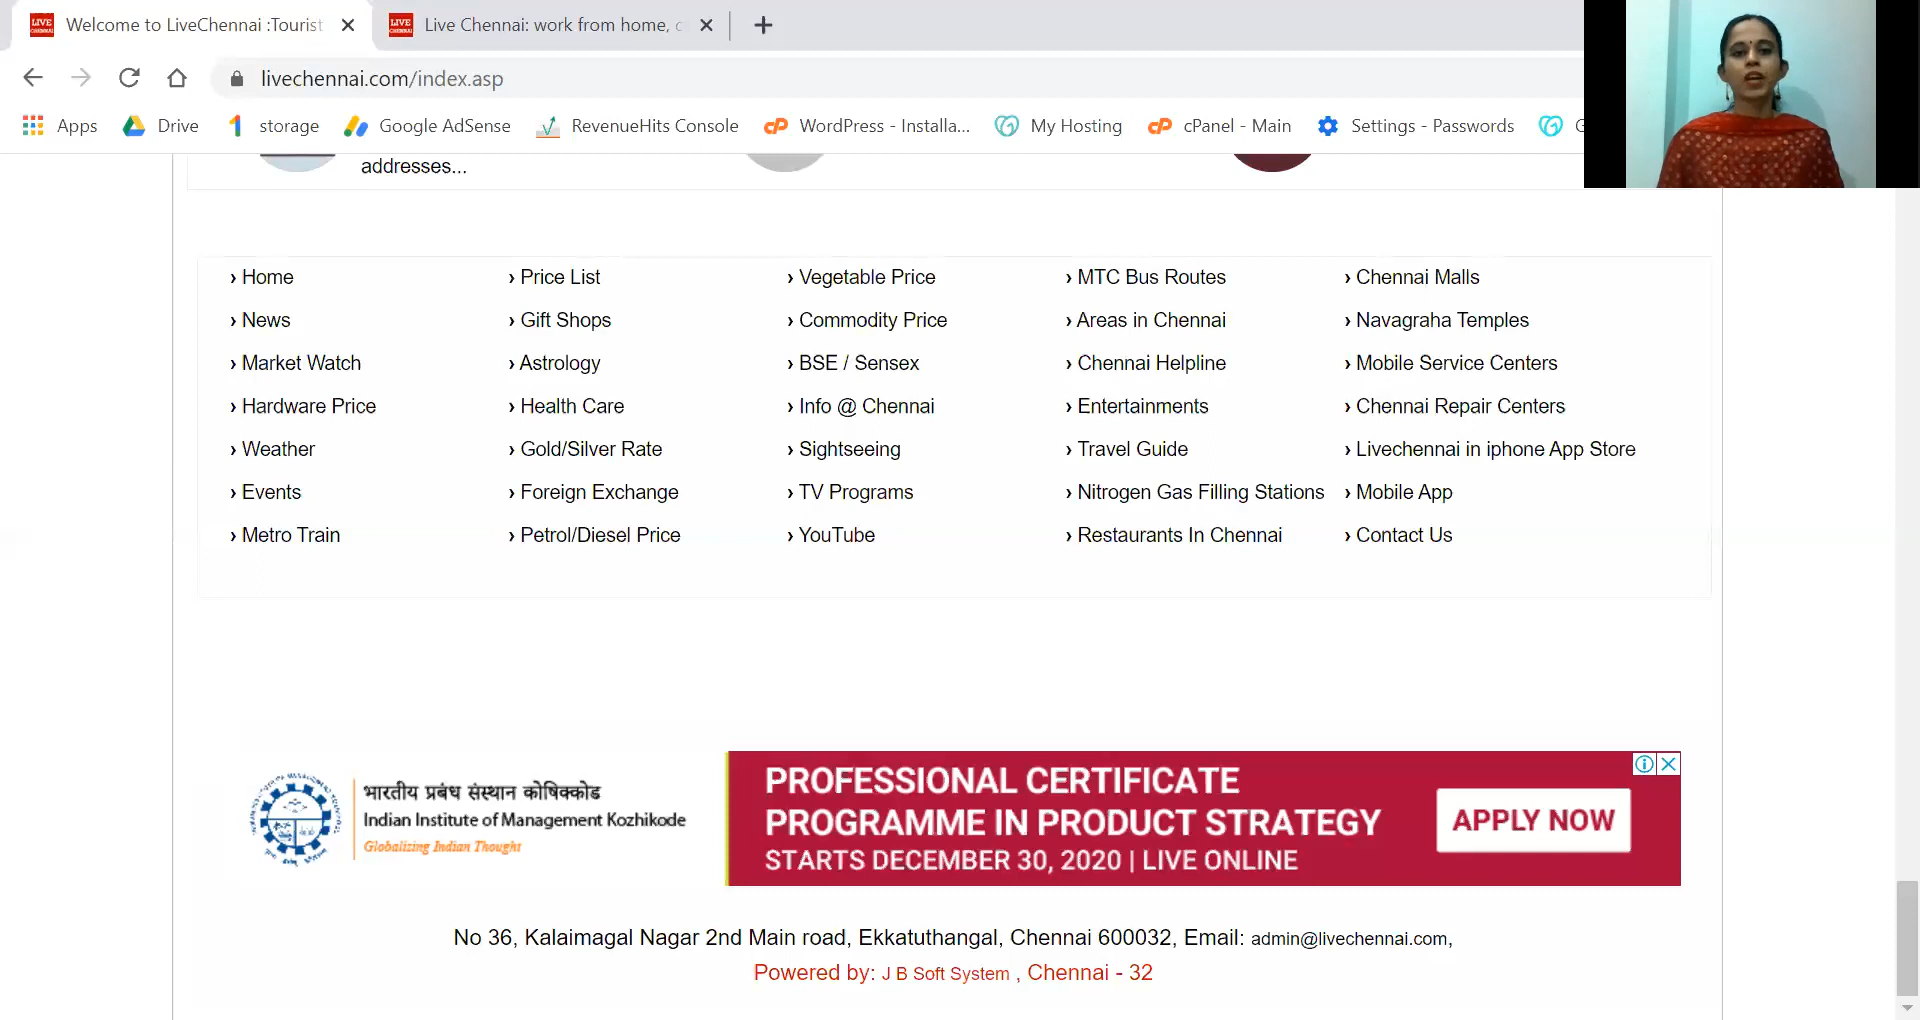 Welcome to LiveChennai :Tourist
Live Chennai: work from home, c
livechennai.com/index.asp
Apps Drive storage Google AdSense RevenueHits Console WordPress - Installa... My Hosting cPanel - Main Settings - Passwords G
addresses...
› Home › Price List › Vegetable Price › MTC Bus Routes › Chennai Malls
› News › Gift Shops › Commodity Price › Areas in Chennai › Navagraha Temples
› Market Watch › Astrology › BSE / Sensex › Chennai Helpline › Mobile Service Centers
› Hardware Price › Health Care › Info @ Chennai › Entertainments › Chennai Repair Centers
› Weather › Gold/Silver Rate › Sightseeing › Travel Guide › Livechennai in iphone App Store
› Events › Foreign Exchange › TV Programs › Nitrogen Gas Filling Stations › Mobile App
› Metro Train › Petrol/Diesel Price › YouTube › Restaurants In Chennai › Contact Us
भारतीय प्रबंध संस्थान कोषिक्कोड
Indian Institute of Management Kozhikode
Globalizing Indian Thought
PROFESSIONAL CERTIFICATE
PROGRAMME IN PRODUCT STRATEGY
STARTS DECEMBER 30, 2020 | LIVE ONLINE
APPLY NOW
No 36, Kalaimagal Nagar 2nd Main road, Ekkatuthangal, Chennai 600032, Email: admin@livechennai.com,
Powered by: J B Soft System , Chennai - 32